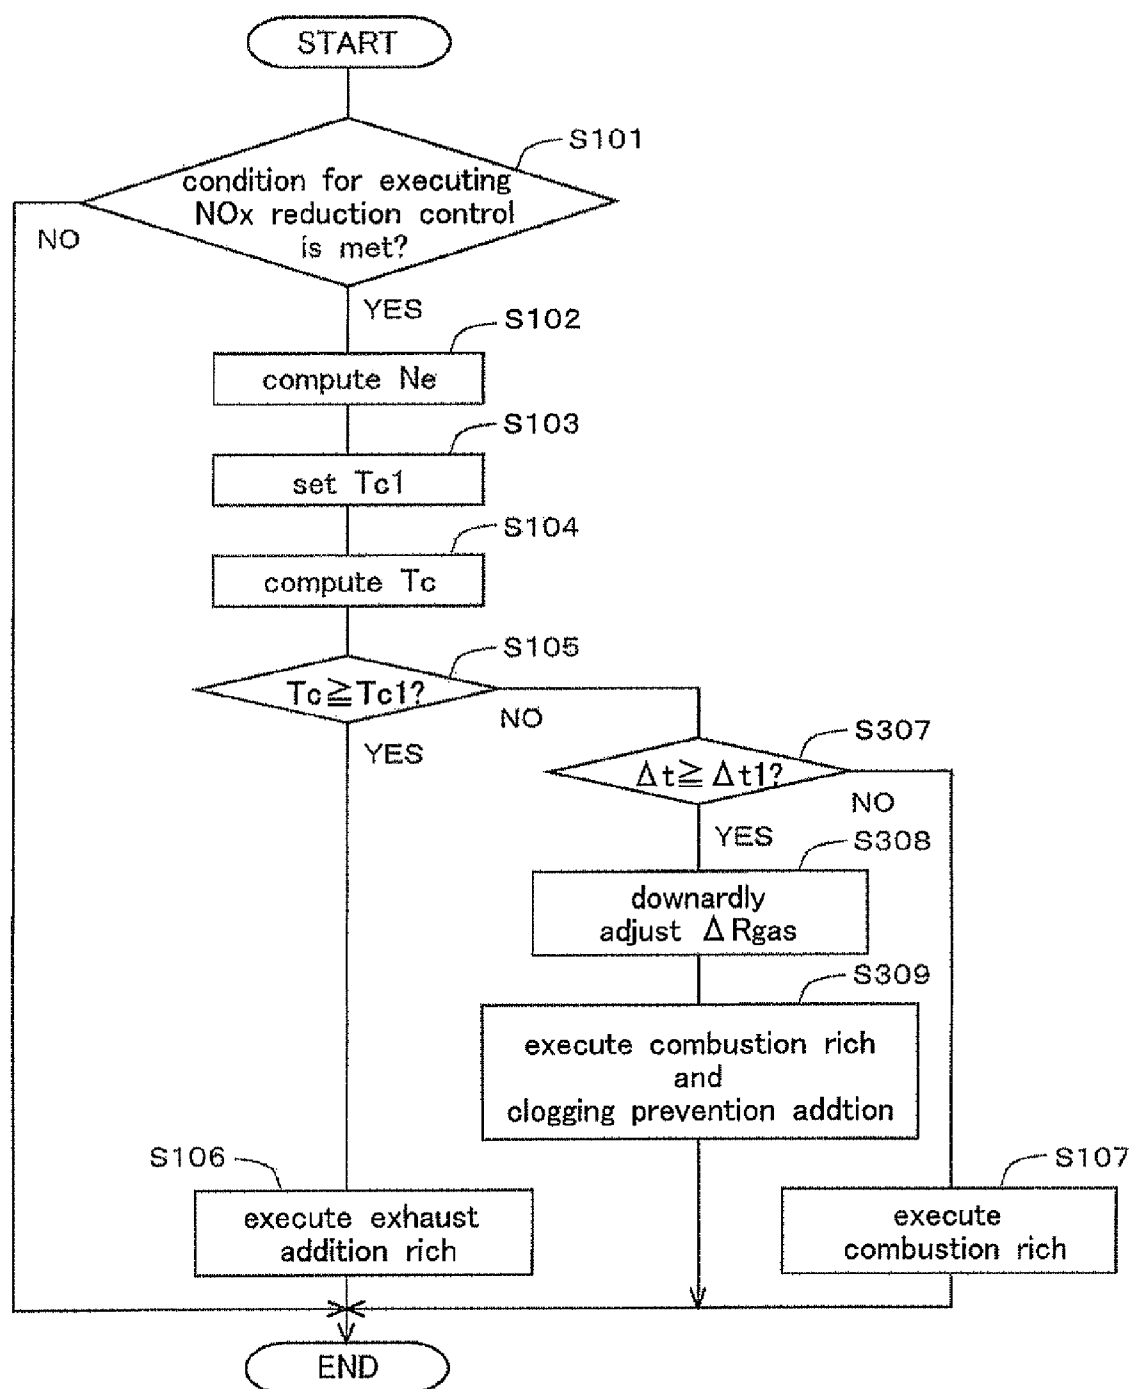 START
S101
condition for executing
NOx reduction control
is met?
NO
YES
S102
compute Ne
S103
set Tc1
S104
compute Tc
S105
Tc≧Tc1?
NO
YES
S307
Δt≧Δt1?
NO
YES
S308
downardly
adjust ΔRgas
S309
execute combustion rich
and
clogging prevention addtion
S106
execute exhaust
addition rich
S107
execute
combustion rich
END